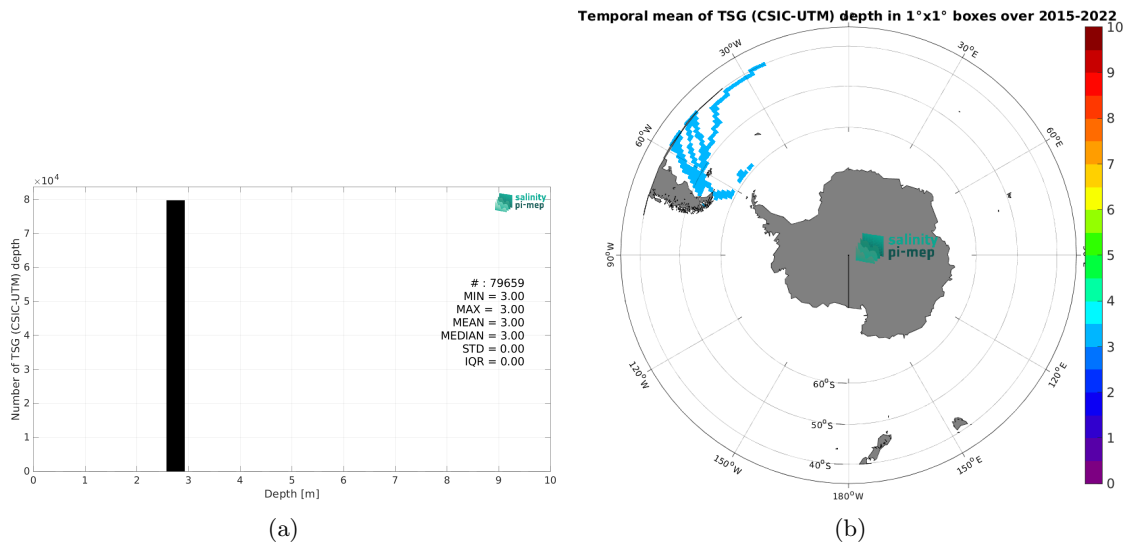 Temporal mean of TSG (CSIC-UTM) depth in 1°x1° boxes over 2015-2022
×10⁴
8
7
6
5
4
3
2
1
0
Number of TSG (CSIC-UTM) depth
salinity
pi-mep
# : 79659
MIN = 3.00
MAX = 3.00
MEAN = 3.00
MEDIAN = 3.00
STD = 0.00
IQR = 0.00
0 1 2 3 4 5 6 7 8 9 10
Depth [m]
(a)
30°W
30°E
60°W
60°E
90°W
120°W
120°E
150°W
150°E
180°W
60°S
50°S
40°S
salinity
pi-mep
10
9
8
7
6
5
4
3
2
1
0
(b)